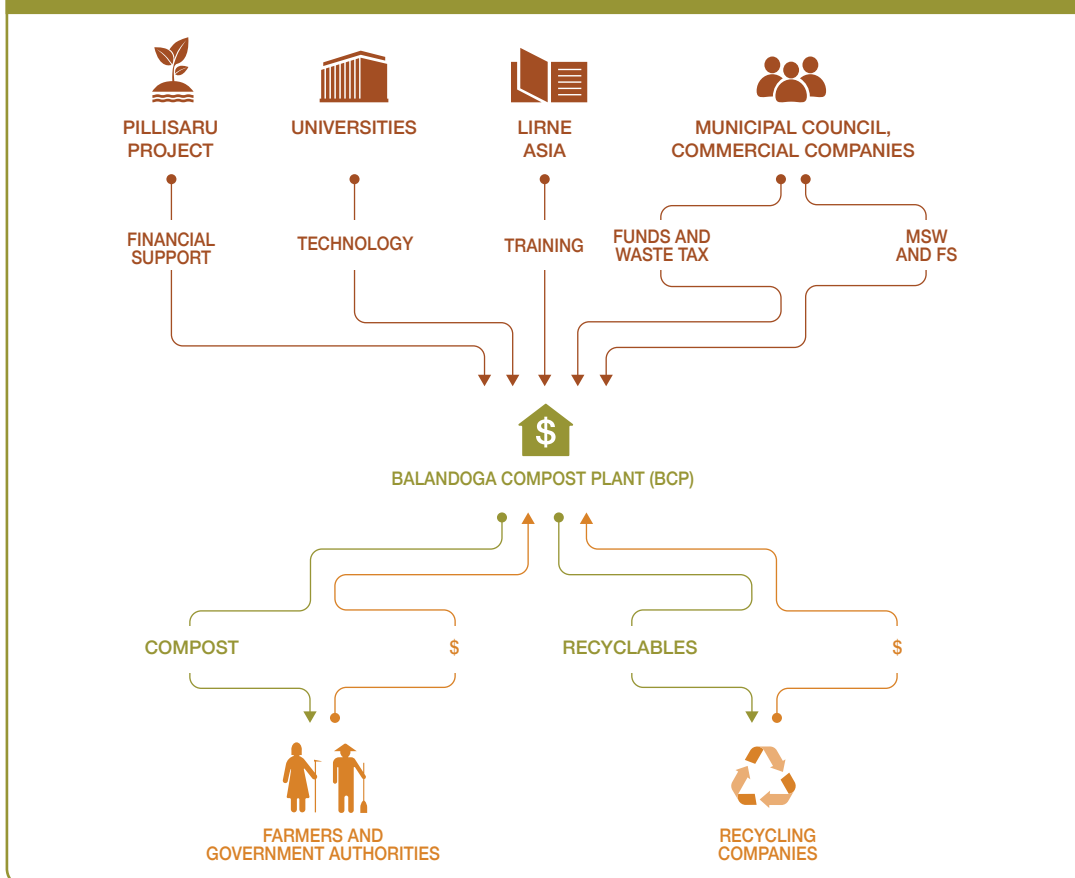 PILLISARU
PROJECT
UNIVERSITIES
LIRNE
ASIA
MUNICIPAL COUNCIL,
COMMERCIAL COMPANIES
FINANCIAL
SUPPORT
TECHNOLOGY
TRAINING
FUNDS AND
WASTE TAX
MSW
AND FS
$
BALANDOGA COMPOST PLANT (BCP)
COMPOST
$
RECYCLABLES
$
FARMERS AND
GOVERNMENT AUTHORITIES
RECYCLING
COMPANIES